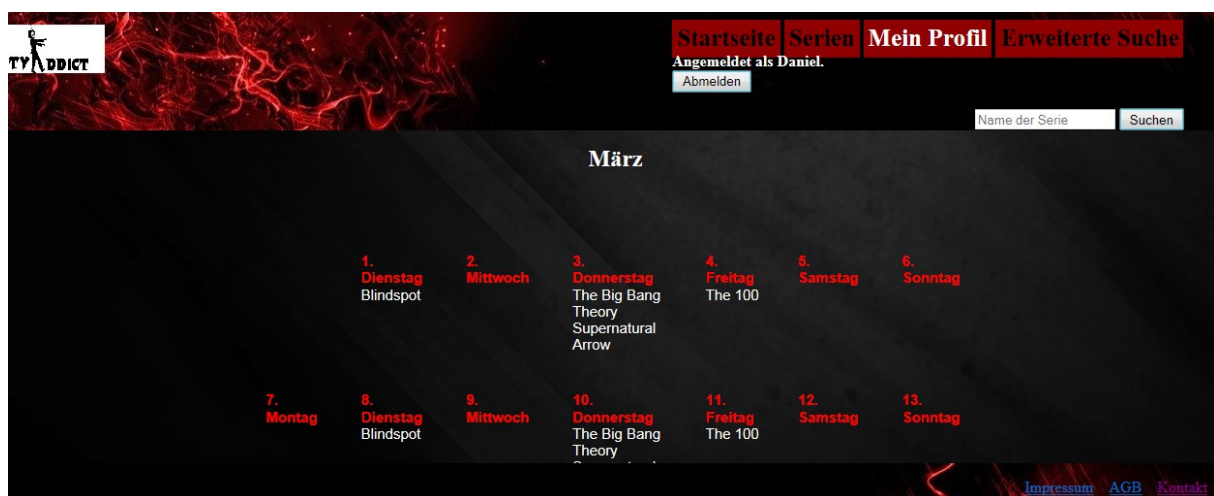 TV ADDICT
Startseite Serien Mein Profil Erweiterte Suche
Angemeldet als Daniel.
Abmelden
Name der Serie Suchen
März
1. 2. 3. 4. 5. 6.
Dienstag Mittwoch Donnerstag Freitag Samstag Sonntag
Blindspot The Big Bang The 100
Theory
Supernatural
Arrow
7. 8. 9. 10. 11. 12. 13.
Montag Dienstag Mittwoch Donnerstag Freitag Samstag Sonntag
Blindspot The Big Bang The 100
Theory
Impressum AGB Kontakt